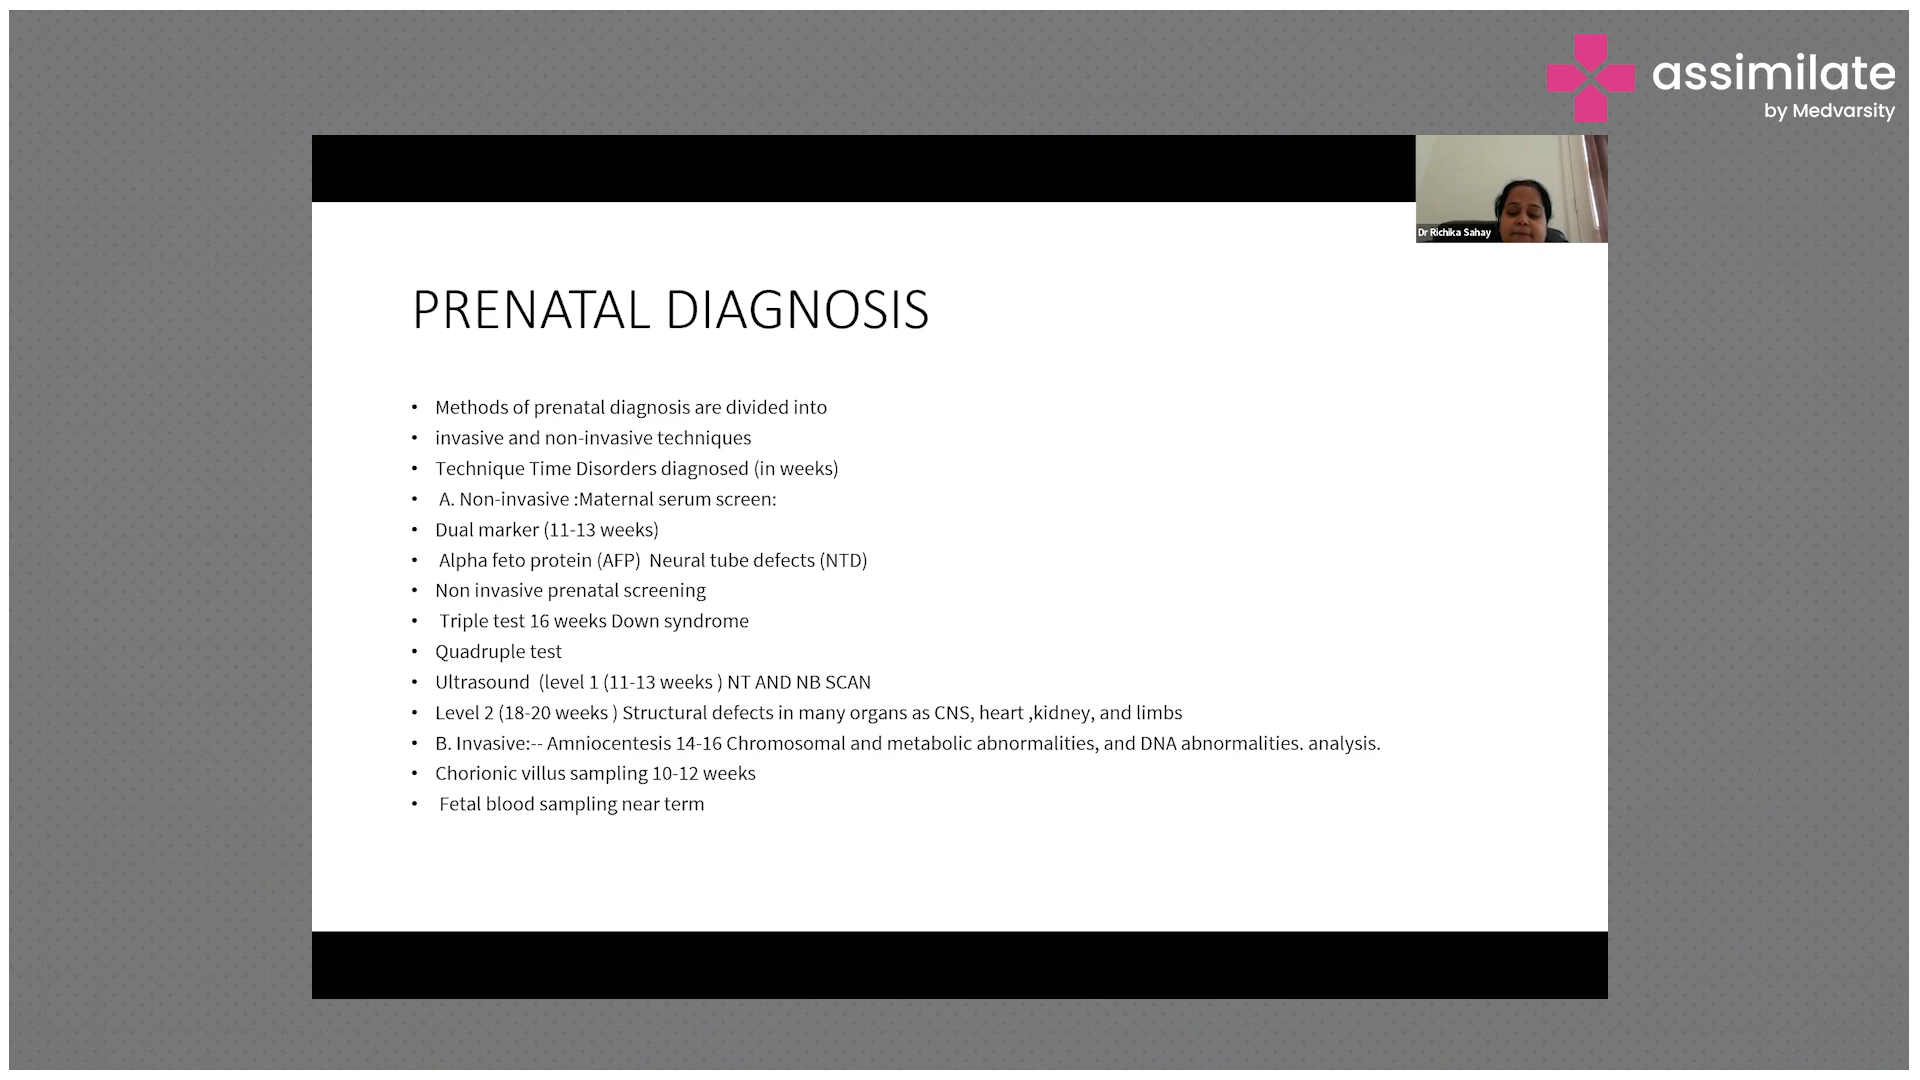 assimilate
by Medvarsity
Dr Richika Sahay
PRENATAL DIAGNOSIS
• Methods of prenatal diagnosis are divided into
• invasive and non-invasive techniques
• Technique Time Disorders diagnosed (in weeks)
• A. Non-invasive :Maternal serum screen:
• Dual marker (11-13 weeks)
• Alpha feto protein (AFP)  Neural tube defects (NTD)
• Non invasive prenatal screening
• Triple test 16 weeks Down syndrome
• Quadruple test
• Ultrasound  (level 1 (11-13 weeks ) NT AND NB SCAN
• Level 2 (18-20 weeks ) Structural defects in many organs as CNS, heart ,kidney, and limbs
• B. Invasive:-- Amniocentesis 14-16 Chromosomal and metabolic abnormalities, and DNA abnormalities. analysis.
• Chorionic villus sampling 10-12 weeks
• Fetal blood sampling near term